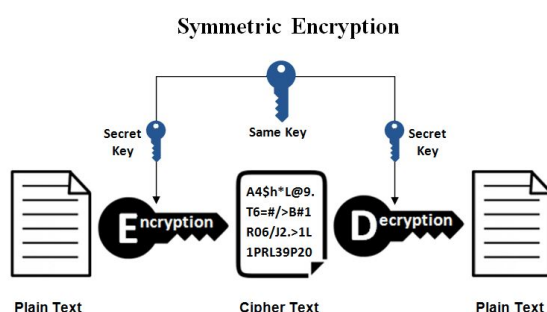 Symmetric Encryption
Secret
Key
Same Key
Secret
Key
Encryption
A4$h*L@9.
T6=#/>B#1
R06/J2.>1L
1PRL39P20
Decryption
Plain Text
Cipher Text
Plain Text